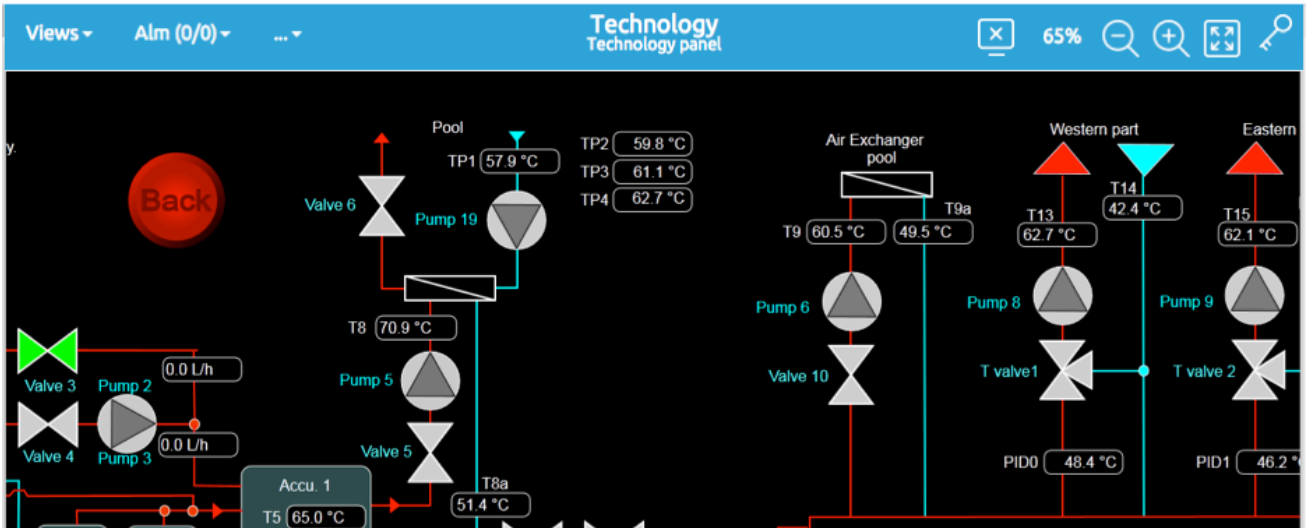 Views
Alm (0/0)
...
Technology
Technology panel
65%
y.
Back
Pool
TP1 57.9 °C
TP2 59.8 °C
TP3 61.1 °C
TP4 62.7 °C
Valve 6
Pump 19
T8 70.9 °C
Pump 5
Valve 5
T8a
51.4 °C
Valve 3
Pump 2
0.0 L/h
Valve 4
Pump 3
0.0 L/h
Accu. 1
T5 65.0 °C
Air Exchanger
pool
T9 60.5 °C
T9a
49.5 °C
Pump 6
Valve 10
Western part
T13
62.7 °C
T14
42.4 °C
Pump 8
T valve1
PID0 48.4 °C
Eastern
T15
62.1 °C
Pump 9
T valve 2
PID1 46.2 °